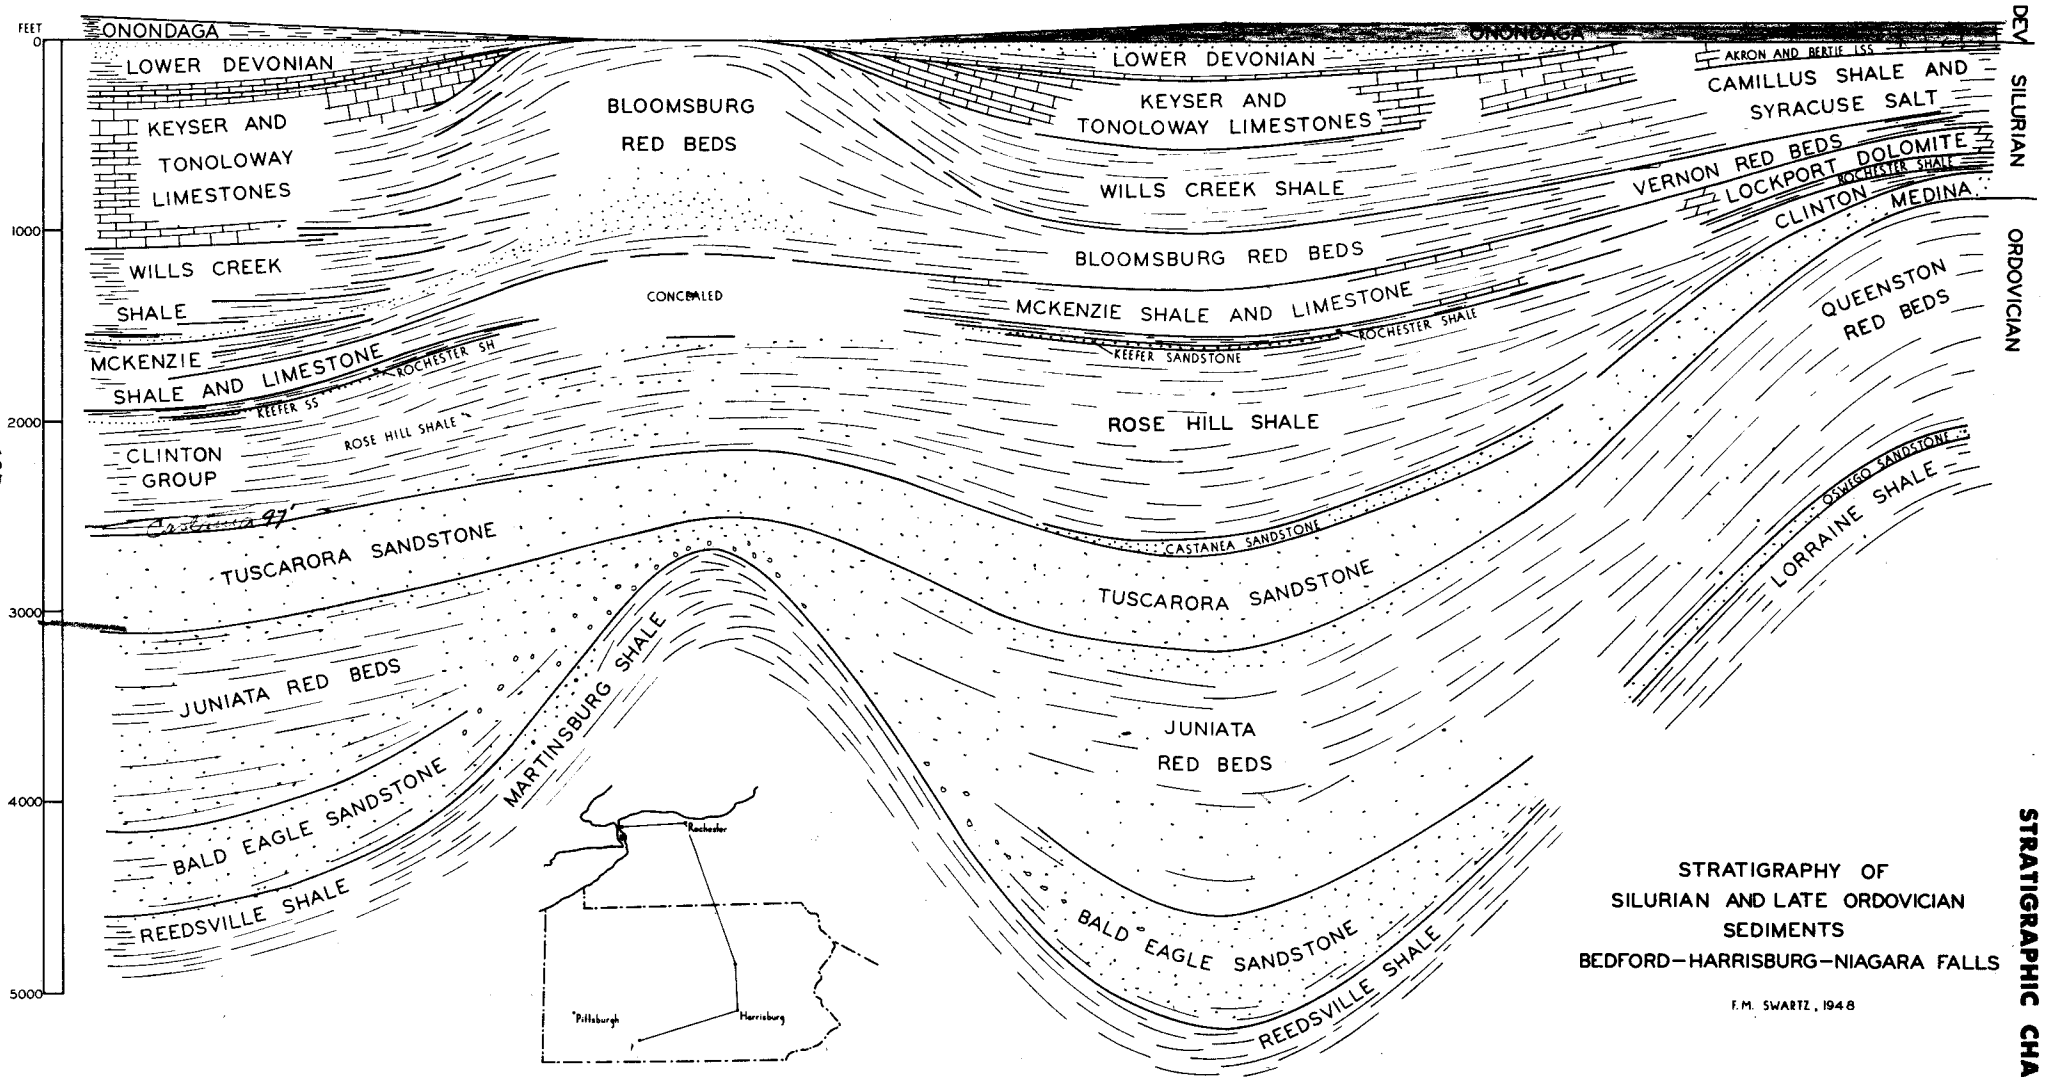 FEET
0
1000
2000
3000
4000
5000
ONONDAGA
LOWER DEVONIAN
KEYSER AND
TONOLOWAY
LIMESTONES
WILLS CREEK
SHALE
MCKENZIE
SHALE AND LIMESTONE
ROCHESTER SH
KEEFER SS
ROSE HILL SHALE
CLINTON
GROUP
97'
TUSCARORA SANDSTONE
JUNIATA RED BEDS
BALD EAGLE SANDSTONE
REEDSVILLE SHALE
MARTINSBURG SHALE
BLOOMSBURG
RED BEDS
CONCEALED
ONONDAGA
LOWER DEVONIAN
KEYSER AND
TONOLOWAY LIMESTONES
WILLS CREEK SHALE
BLOOMSBURG RED BEDS
MCKENZIE SHALE AND LIMESTONE
ROCHESTER SHALE
KEEFER SANDSTONE
ROSE HILL SHALE
CASTANEA SANDSTONE
TUSCARORA SANDSTONE
JUNIATA
RED BEDS
BALD EAGLE SANDSTONE
REEDSVILLE SHALE
AKRON AND BERTIE LSS
CAMILLUS SHALE AND
SYRACUSE SALT
VERNON RED BEDS
LOCKPORT DOLOMITE
ROCHESTER SHALE
CLINTON
MEDINA
QUEENSTON
RED BEDS
OSWEGO SANDSTONE
LORRAINE SHALE
DEV
SILURIAN
ORDOVICIAN
Rochester
Pittsburgh
Harrisburg
STRATIGRAPHY OF
SILURIAN AND LATE ORDOVICIAN
SEDIMENTS
BEDFORD-HARRISBURG-NIAGARA FALLS
F.M. SWARTZ, 1948
STRATIGRAPHIC CHA